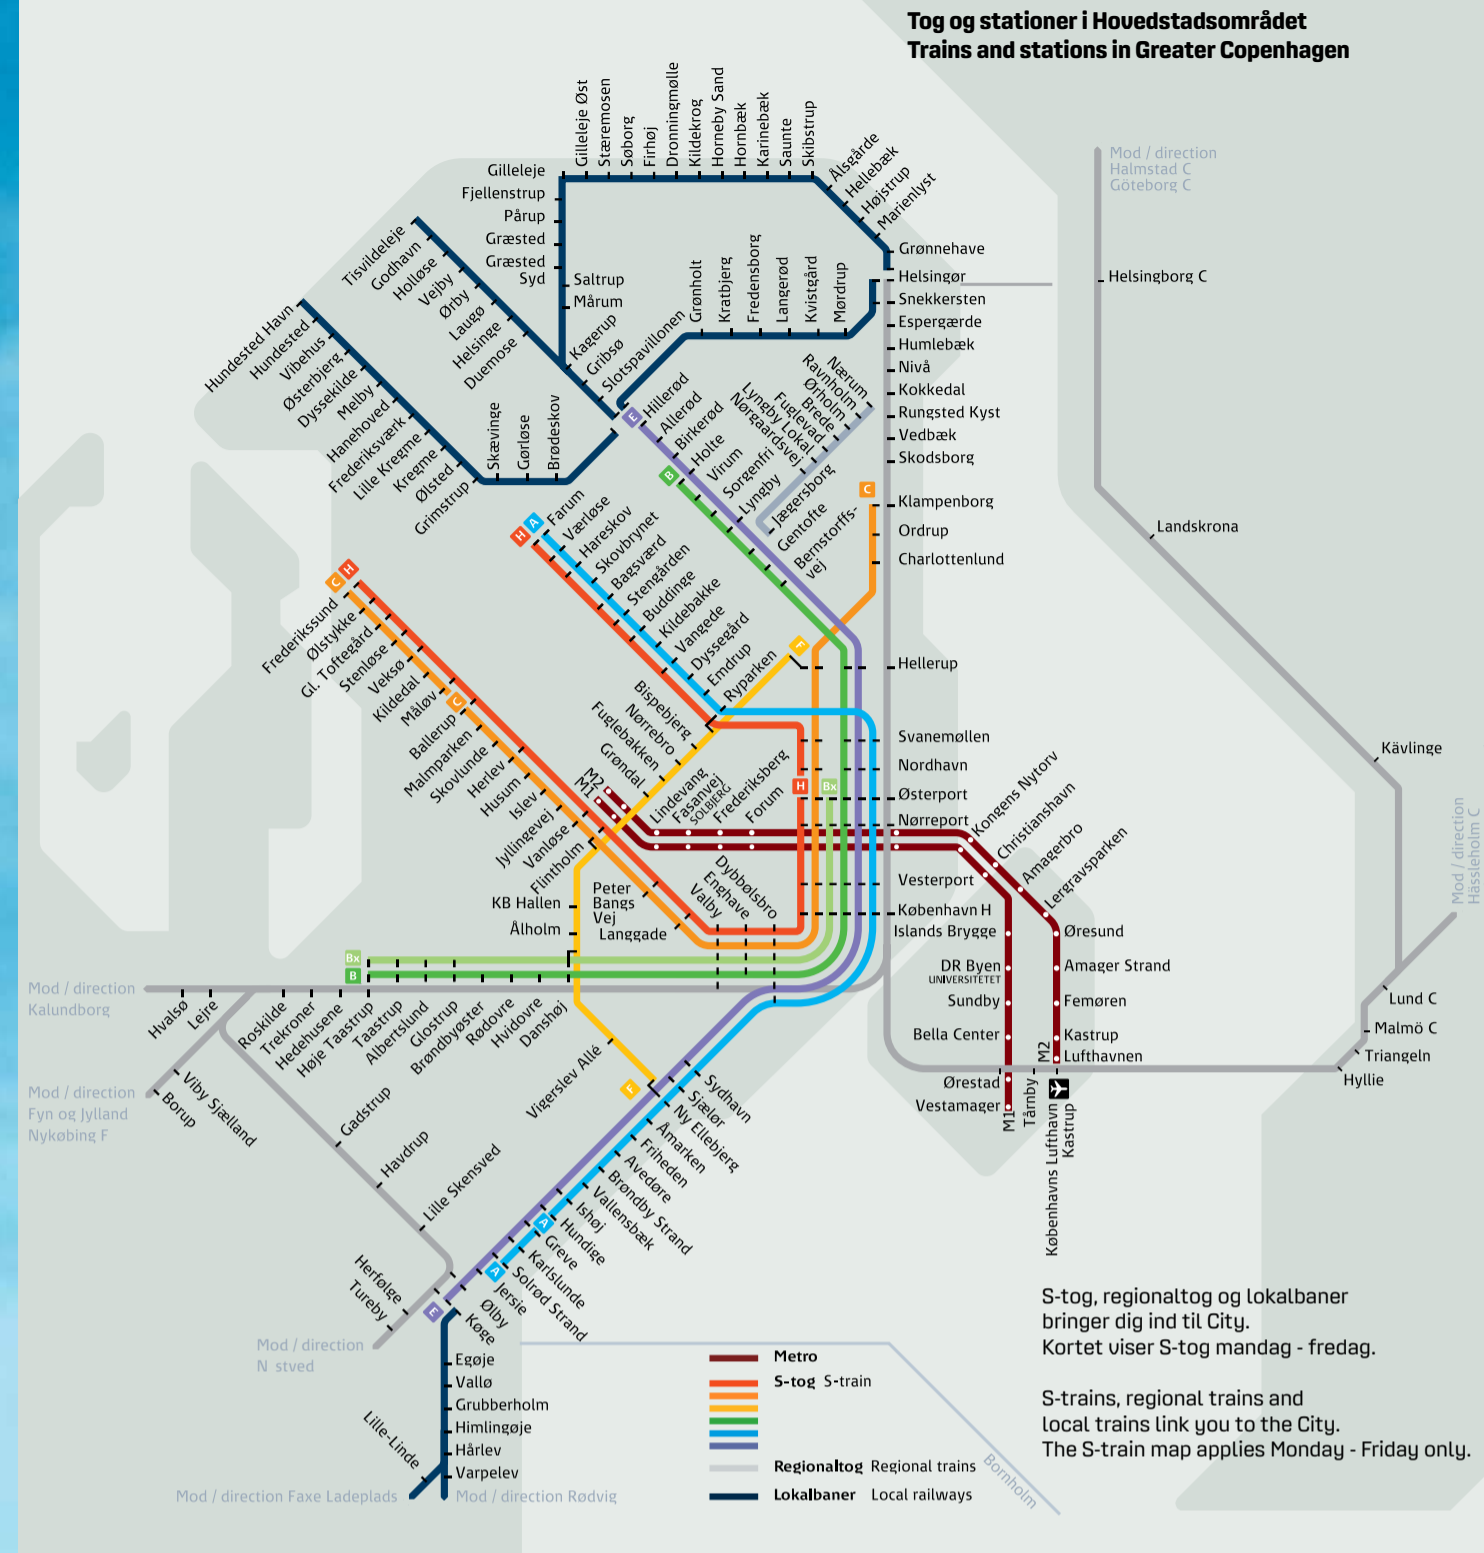 Tog og stationer i Hovedstadsområdet
Trains and stations in Greater Copenhagen
Gilleleje Øst
Stæremosen
Søborg
Firhøj
Dronningmølle
Kildekrog
Horneby Sand
Hornbæk
Karinebæk
Saunte
Skibstrup
Ålsgårde
Hellebæk
Højstrup
Marienlyst
Gilleleje
Fjellenstrup
Pårup
Græsted
Græsted
Syd
Saltrup
Mårum
Kagerup
Gribsø
Slotspavillonen
Tisvildeleje
Godhavn
Holløse
Vejby
Ørby
Laugø
Helsinge
Duemose
Hundested Havn
Hundested
Vibehus
Østerbjerg
Dyssekilde
Melby
Hanehoved
Frederiksværk
Lille Kregme
Kregme
Ølsted
Grimstrup
Skævinge
Gørløse
Brødeskov
Grønholt
Kratbjerg
Fredensborg
Langerød
Kvistgård
Mørdrup
Grønnehave
Helsingør
Snekkersten
Espergærde
Humlebæk
Nivå
Kokkedal
Rungsted Kyst
Vedbæk
Skodsborg
Klampenborg
Ordrup
Charlottenlund
Hellerup
Svanemøllen
Nordhavn
Østerport
Nørreport
Vesterport
København H
Mod / direction
Halmstad C
Göteborg C
Helsingborg C
Landskrona
Kävlinge
Mod / direction
Hässleholm C
Lund C
Malmö C
Triangeln
Hyllie
Nærum
Ravnholm
Ørholm
Brede
Fuglevad
Lyngby Lokal
Nørgaardsvej
E
Hillerød
Allerød
Birkerød
B
Holte
Virum
Sorgenfri
Lyngby
Jægersborg
Gentofte
Bernstorffs-
vej
C
H
A
Farum
Værløse
Hareskov
Skovbrynet
Bagsværd
Stengården
Buddinge
Kildebakke
Vangede
Dyssegård
Emdrup
Ryparken
F
Bispebjerg
Nørrebro
Fuglebakken
Grøndal
C
H
Frederikssund
Ølstykke
Gl. Toftegård
Stenløse
Veksø
Kildedal
Måløv
C
Ballerup
Malmparken
Skovlunde
Herlev
Husum
Islev
Jyllingevej
Vanløse
Flintholm
M2
M1
Lindevang
Fasanvej
SOLBJERG
Frederiksberg
Forum
H
Bx
Kongens Nytorv
Christianshavn
Amagerbro
Lergravsparken
Peter
Bangs
Vej
Langgade
Valby
Enghave
Dybbølsbro
KB Hallen
Ålholm
Islands Brygge
DR Byen
UNIVERSITETET
Sundby
Bella Center
Ørestad
Vestamager
M1
Øresund
Amager Strand
Femøren
Kastrup
Lufthavnen
M2
Tårnby
Københavns Lufthavn
Kastrup
Bx
B
Mod / direction
Kalundborg
Hvalsø
Lejre
Roskilde
Trekroner
Hedehusene
Høje Taastrup
Taastrup
Albertslund
Glostrup
Brøndbyøster
Rødovre
Hvidovre
Danshøj
Vigerslev Allé
F
Mod / direction
Fyn og Jylland
Nykøbing F
Viby Sjælland
Borup
Gadstrup
Havdrup
Lille Skensved
Herfølge
Tureby
Mod / direction
N stved
Sydhavn
Sjælør
Ny Ellebjerg
Åmarken
Friheden
Avedøre
Brøndby Strand
Vallensbæk
Ishøj
Hundige
A
Greve
Karlslunde
Solrød Strand
A
Jersie
Ølby
Køge
E
Egøje
Vallø
Grubberholm
Himlingøje
Hårlev
Varpelev
Lille-Linde
Mod / direction Faxe Ladeplads
Mod / direction Rødvig
Bornholm
Metro
S-tog S-train
Regionaltog Regional trains
Lokalbaner Local railways
S-tog, regionaltog og lokalbaner
bringer dig ind til City.
Kortet viser S-tog mandag - fredag.
S-trains, regional trains and
local trains link you to the City.
The S-train map applies Monday - Friday only.